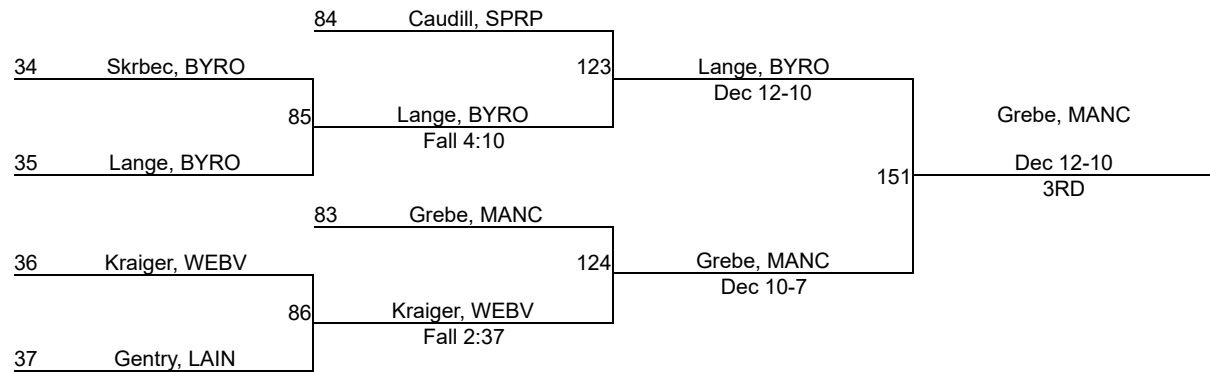 84 Caudill, SPRP
34 Skrbec, BYRO
123 Lange, BYRO
Dec 12-10
85 Lange, BYRO
Fall 4:10
Grebe, MANC
35 Lange, BYRO
Dec 12-10
151
3RD
83 Grebe, MANC
36 Kraiger, WEBV
124 Grebe, MANC
Dec 10-7
86 Kraiger, WEBV
Fall 2:37
37 Gentry, LAIN